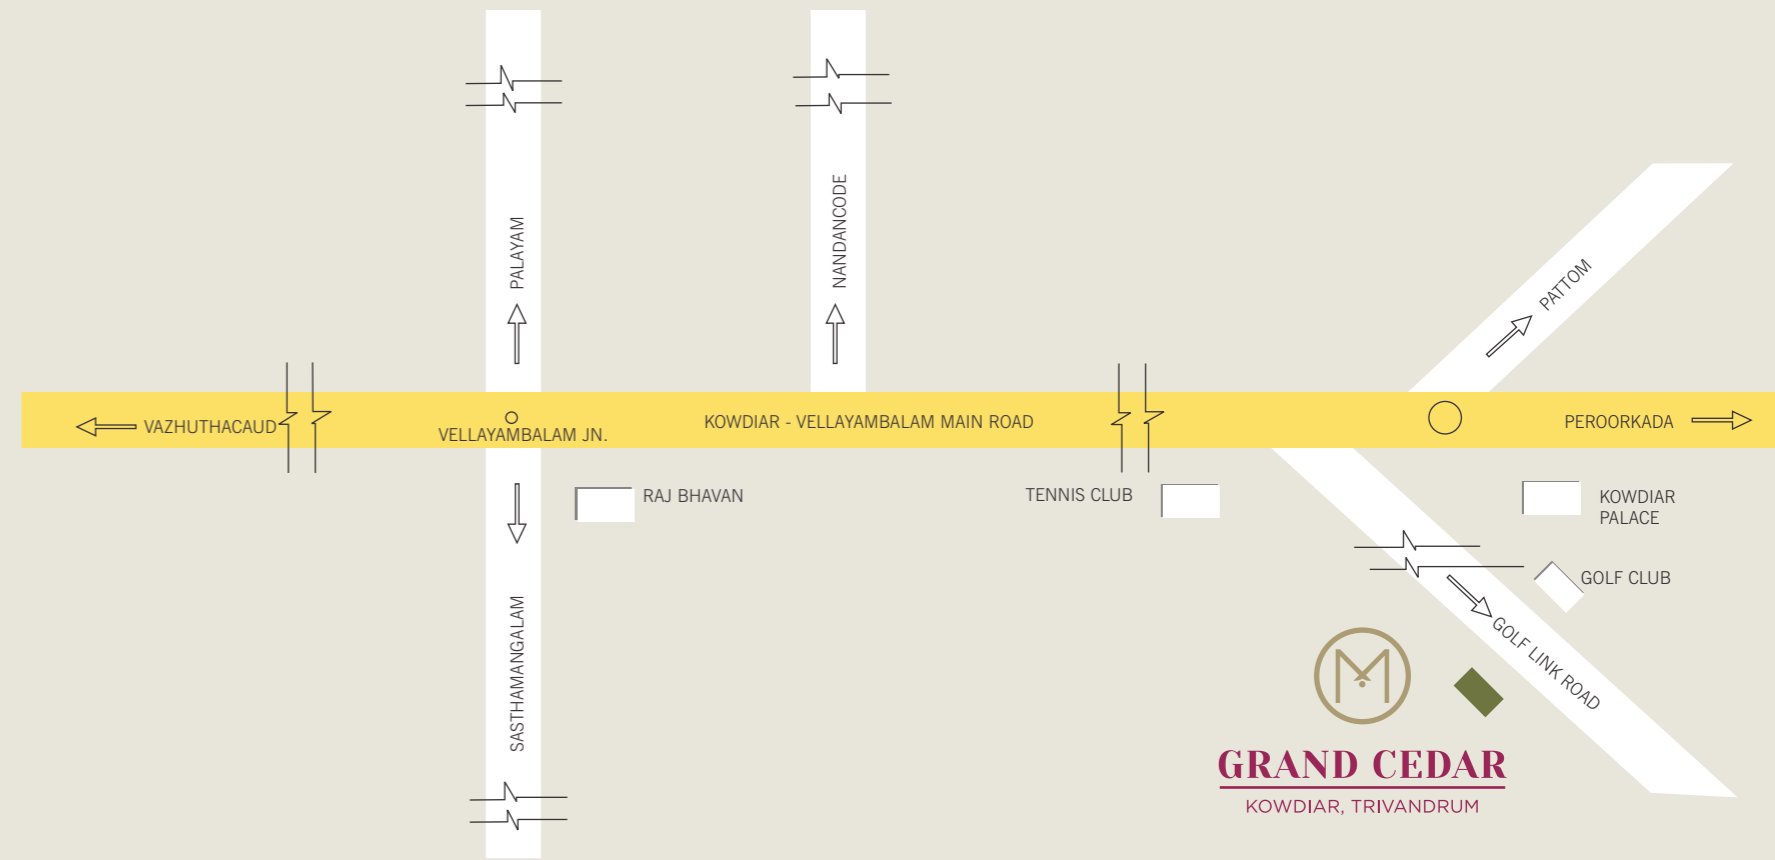 PALAYAM
NANDANCODE
PATTOM
VAZHUTHACAUD
VELLAYAMBALAM JN.
KOWDIAR - VELLAYAMBALAM MAIN ROAD
PEROORKADA
RAJ BHAVAN
TENNIS CLUB
KOWDIAR
PALACE
GOLF CLUB
SASTHAMANGALAM
GOLF LINK ROAD
M
GRAND CEDAR
KOWDIAR, TRIVANDRUM